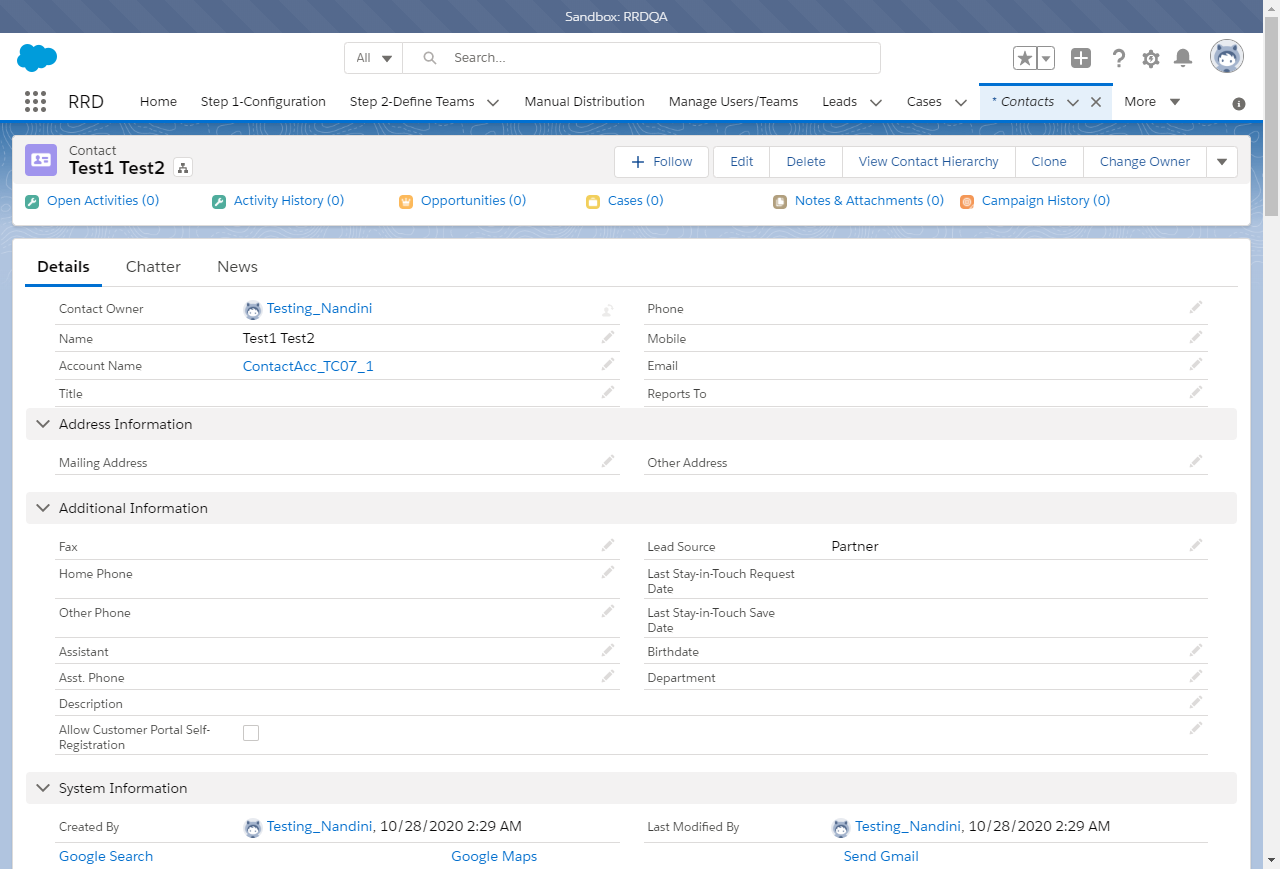 Sandbox: RRDQA
All Search...
RRD Home Step 1-Configuration Step 2-Define Teams Manual Distribution Manage Users/Teams Leads Cases * Contacts More
Contact
Test1 Test2
Follow Edit Delete View Contact Hierarchy Clone Change Owner
Open Activities (0) Activity History (0) Opportunities (0) Cases (0) Notes & Attachments (0) Campaign History (0)
Details Chatter News
Contact Owner Testing_Nandini Phone
Name Test1 Test2 Mobile
Account Name ContactAcc_TC07_1 Email
Title Reports To
Address Information
Mailing Address Other Address
Additional Information
Fax Lead Source Partner
Home Phone Last Stay-in-Touch Request
Date
Other Phone Last Stay-in-Touch Save
Date
Assistant Birthdate
Asst. Phone Department
Description
Allow Customer Portal Self-
Registration
System Information
Created By Testing_Nandini, 10/28/2020 2:29 AM Last Modified By Testing_Nandini, 10/28/2020 2:29 AM
Google Search Google Maps Send Gmail